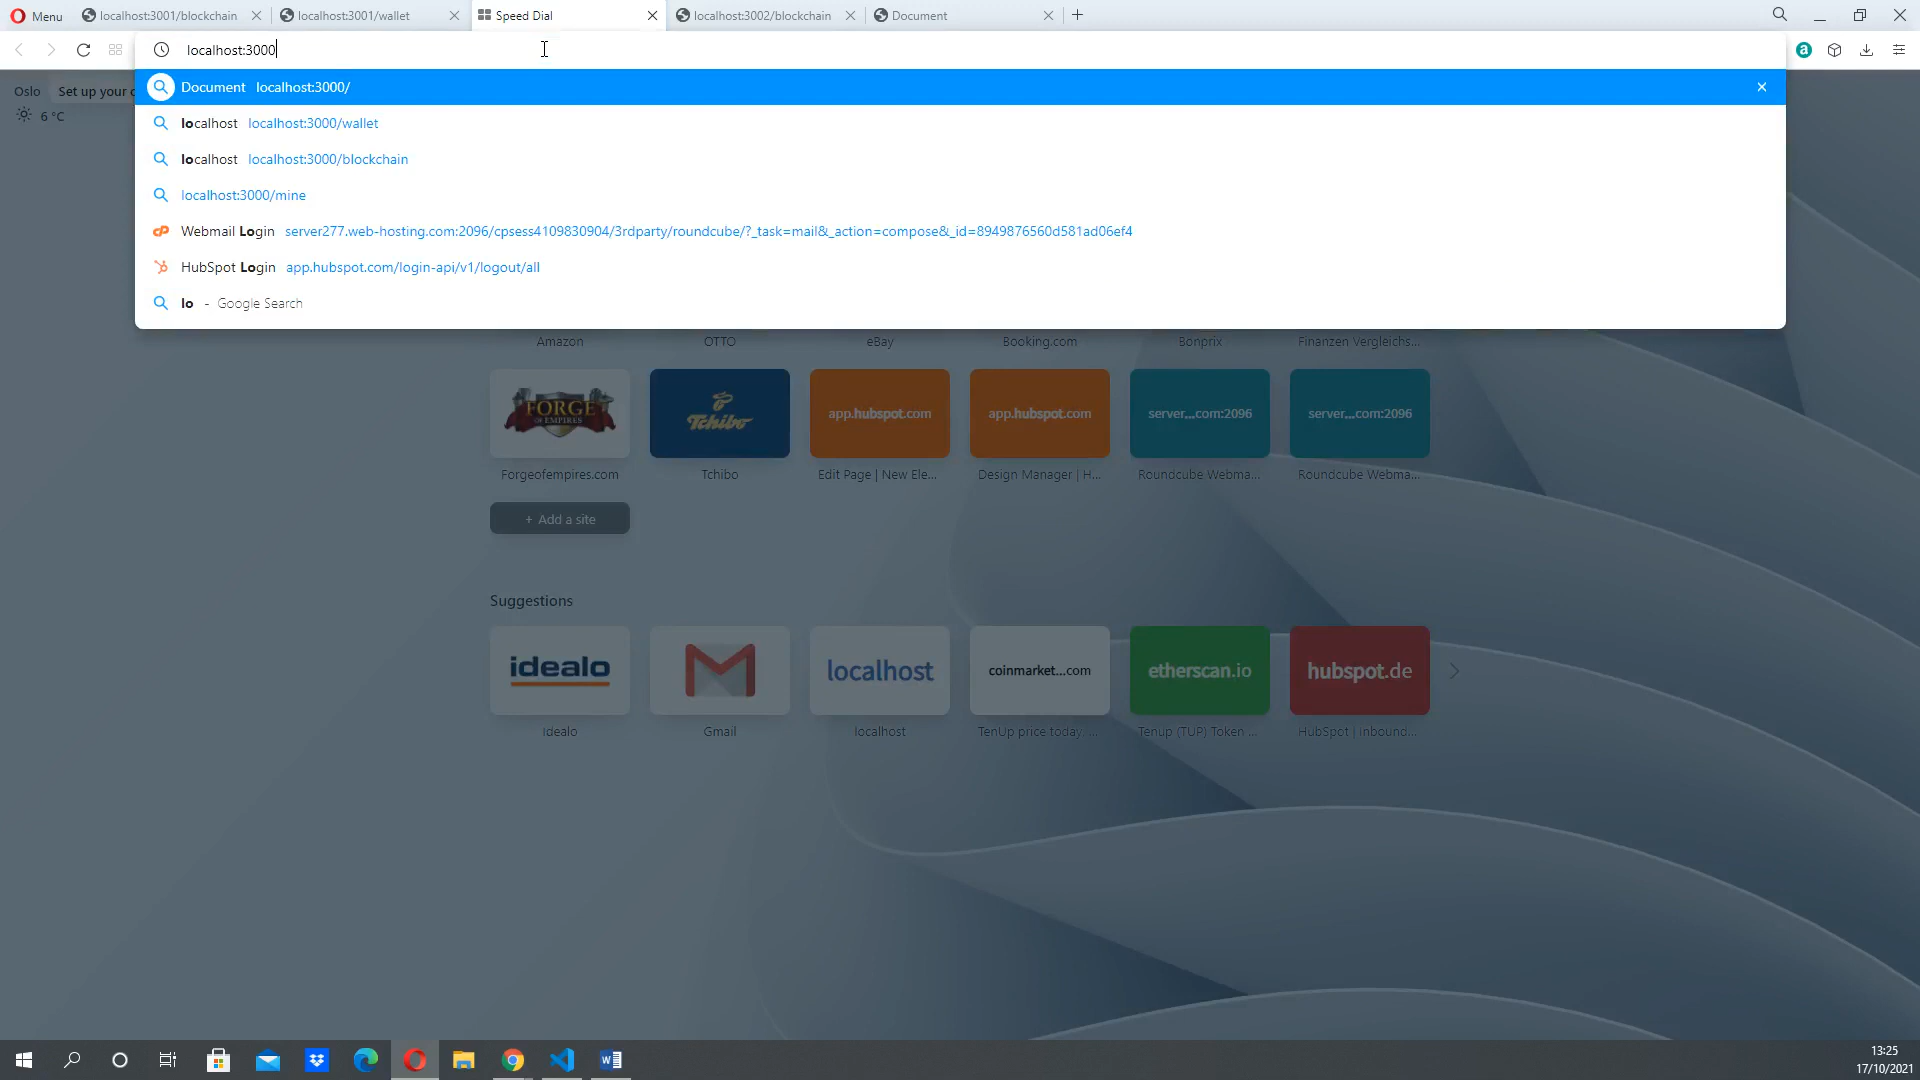 Menu
localhost:3001/blockchain
localhost:3001/wallet
Speed Dial
localhost:3002/blockchain
Document
localhost:3000
Oslo
Set up your
6 °C
Document localhost:3000/
localhost localhost:3000/wallet
localhost localhost:3000/blockchain
localhost:3000/mine
Webmail Login server277.web-hosting.com:2096/cpsess4109830904/3rdparty/roundcube/?_task=mail&_action=compose&_id=8949876560d581ad06ef4
HubSpot Login app.hubspot.com/login-api/v1/logout/all
lo - Google Search
Amazon
OTTO
eBay
Booking.com
Bonprix
Finanzen Vergleichs...
FORGE
OF EMPIRES
Tchibo
app.hubspot.com
app.hubspot.com
server...com:2096
server...com:2096
Forgeofempires.com
Tchibo
Edit Page | New Ele...
Design Manager | H...
Roundcube Webma...
Roundcube Webma...
+ Add a site
Suggestions
idealo
localhost
coinmarket...com
etherscan.io
hubspot.de
Idealo
Gmail
localhost
TenUp price today, ...
Tenup (TUP) Token ...
HubSpot | Inbound...
13:25
17/10/2021